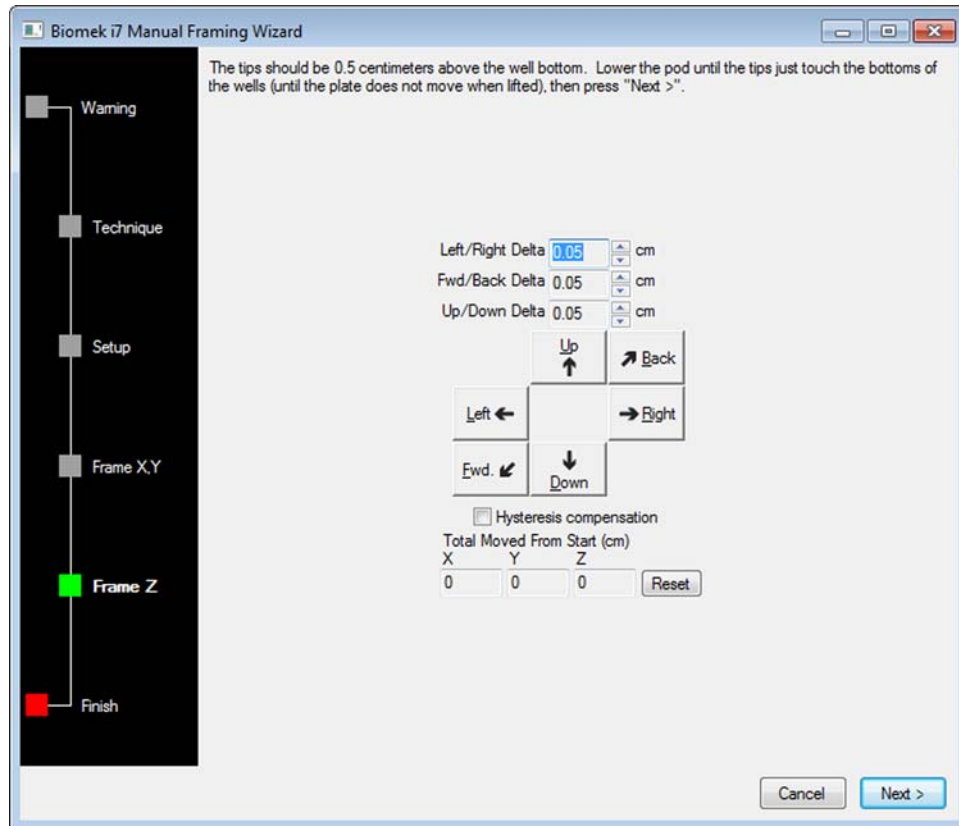 Biomek i7 Manual Framing Wizard
The tips should be 0.5 centimeters above the well bottom. Lower the pod until the tips just touch the bottoms of
the wells (until the plate does not move when lifted), then press "Next >".
Warning
Technique
Setup
Frame X,Y
Frame Z
Finish
Left/Right Delta 0.05 cm
Fwd/Back Delta 0.05 cm
Up/Down Delta 0.05 cm
Up
Back
Left
Right
Fwd.
Down
Hysteresis compensation
Total Moved From Start (cm)
X Y Z
0 0 0 Reset
Cancel Next >